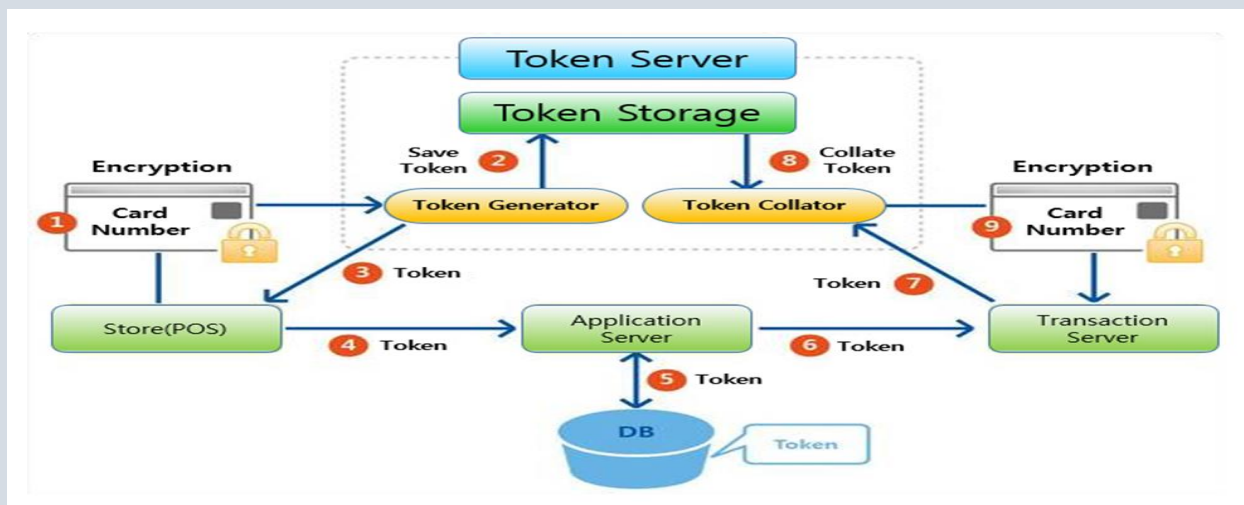 Token Server
Token Storage
Save
Token
2
8
Collate
Token
Encryption
Encryption
1
Card
Number
Token Generator
Token Collator
9
Card
Number
3
Token
Token
7
Store(POS)
4
Token
Application
Server
6
Token
Transaction
Server
5
Token
DB
Token